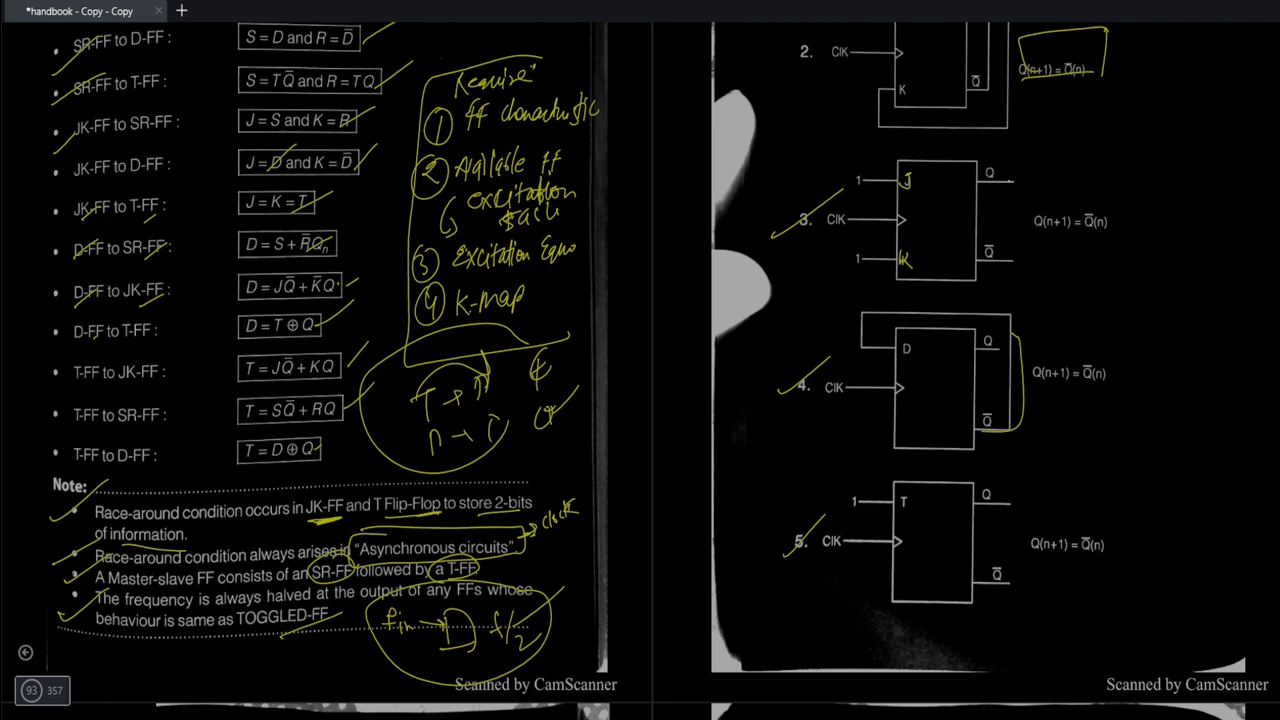 *handbook - Copy - Copy
SR-FF to D-FF : S = D and R = D̅
SR-FF to T-FF : S = TQ̅ and R = TQ
JK-FF to SR-FF : J = S and K = R
JK-FF to D-FF : J = D and K = D̅
JK-FF to T-FF : J = K = T
D-FF to SR-FF : D = S + R̅Qn
D-FF to JK-FF : D = JQ̅ + K̅Q
D-FF to T-FF : D = T ⊕ Q
T-FF to JK-FF : T = JQ̅ + KQ
T-FF to SR-FF : T = SQ̅ + RQ
T-FF to D-FF : T = D ⊕ Q
Require
1 ff characteristic
2 Available ff
excitation
3 Excitation Equn
4 K-map
Note:
• Race-around condition occurs in JK-FF and T Flip-Flop to store 2-bits
of information.
• Race-around condition always arises in "Asynchronous circuits".
clock
• A Master-slave FF consists of an SR-FF followed by a T-FF
• The frequency is always halved at the output of any FFs whose
behaviour is same as TOGGLED-FF
fin → D f/2
93 357
Scanned by CamScanner
2. ClK
K Q̅
Q(n+1) = Q̅(n)
1 J Q
3. ClK
Q(n+1) = Q̅(n)
1 K Q̅
D Q
4. ClK
Q(n+1) = Q̅(n)
Q̅
1 T Q
5. ClK
Q(n+1) = Q̅(n)
Q̅
Scanned by CamScanner